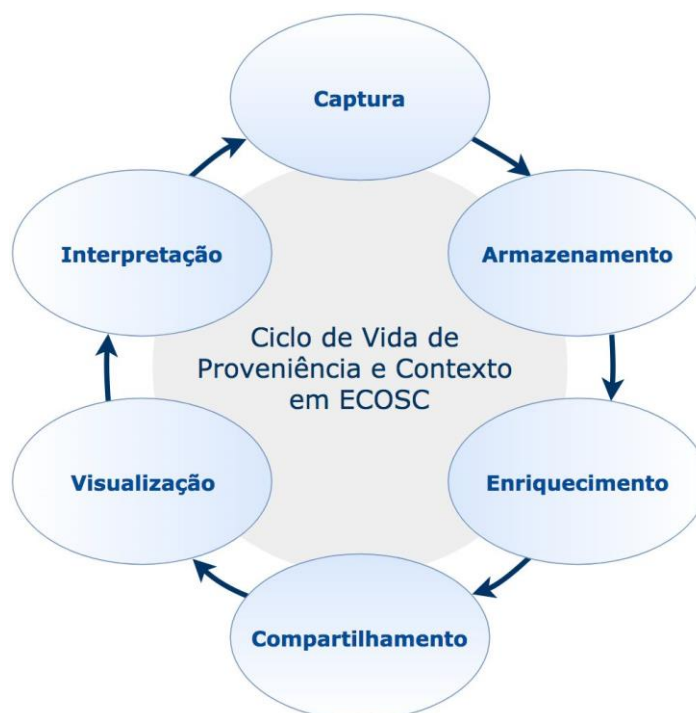 Captura
Armazenamento
Enriquecimento
Compartilhamento
Visualização
Interpretação
Ciclo de Vida de
Proveniência e Contexto
em ECOSC